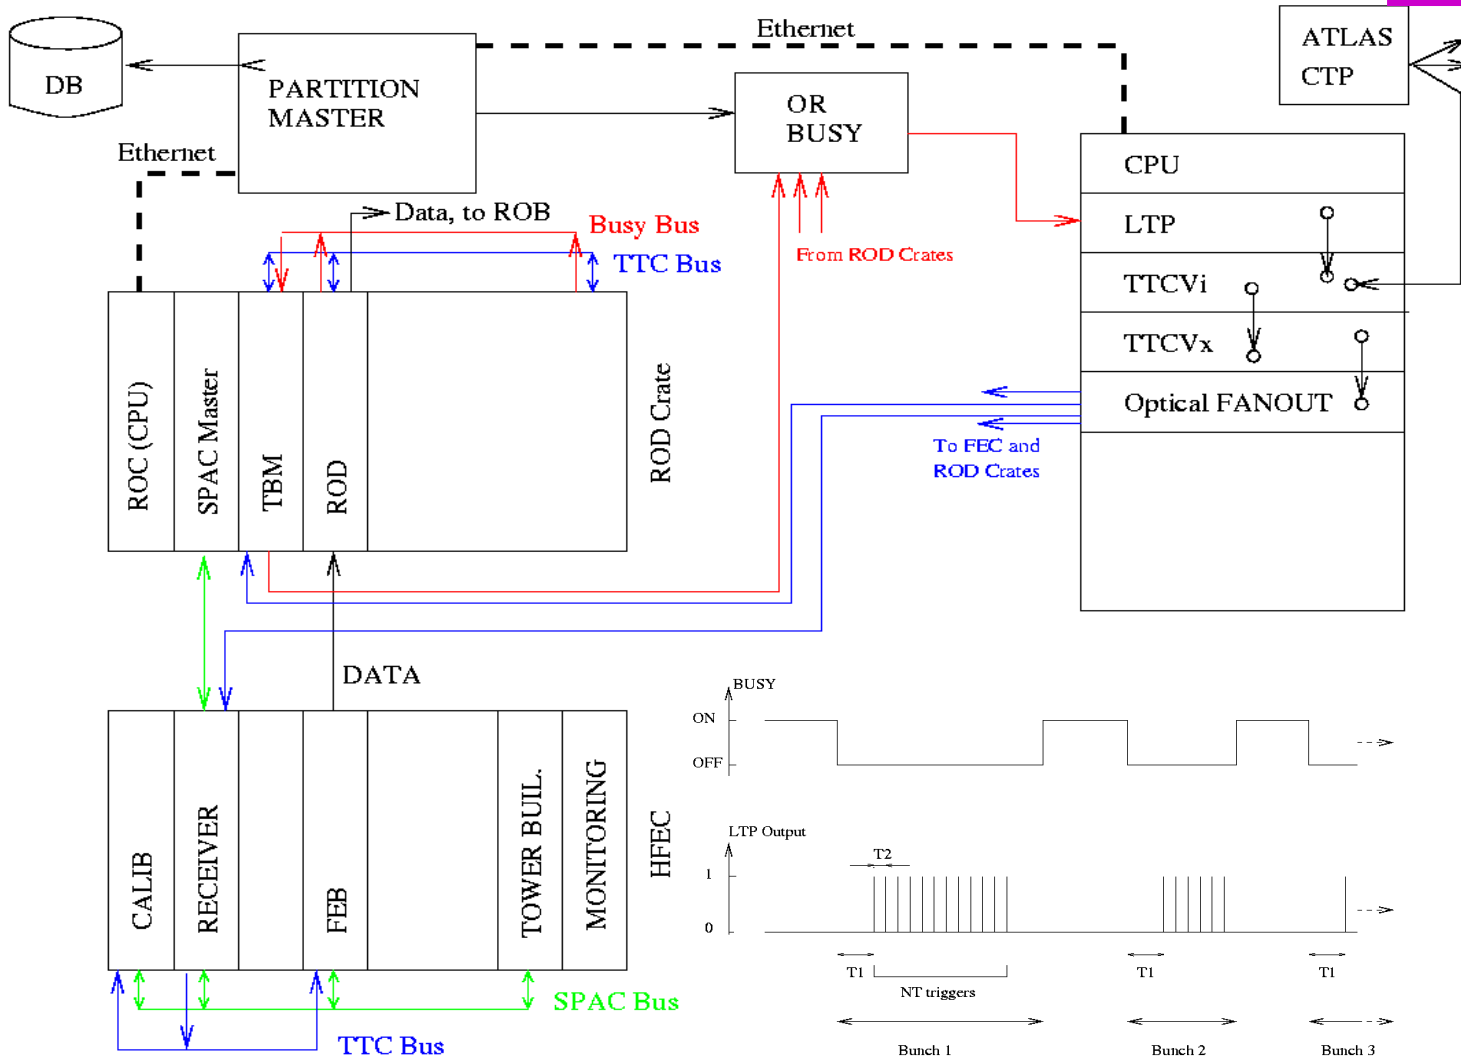 Ethernet
DB
PARTITION
MASTER
OR
BUSY
ATLAS
CTP
Ethernet
Data, to ROB
Busy Bus
TTC Bus
From ROD Crates
CPU
LTP
TTCVi
TTCVx
Optical FANOUT
To FEC and
ROD Crates
ROC (CPU)
SPAC Master
TBM
ROD
ROD Crate
DATA
CALIB
RECEIVER
FEB
TOWER BUIL.
MONITORING
HFEC
SPAC Bus
TTC Bus
BUSY
ON
OFF
LTP Output
T2
1
0
T1
T1
T1
NT triggers
Bunch 1
Bunch 2
Bunch 3